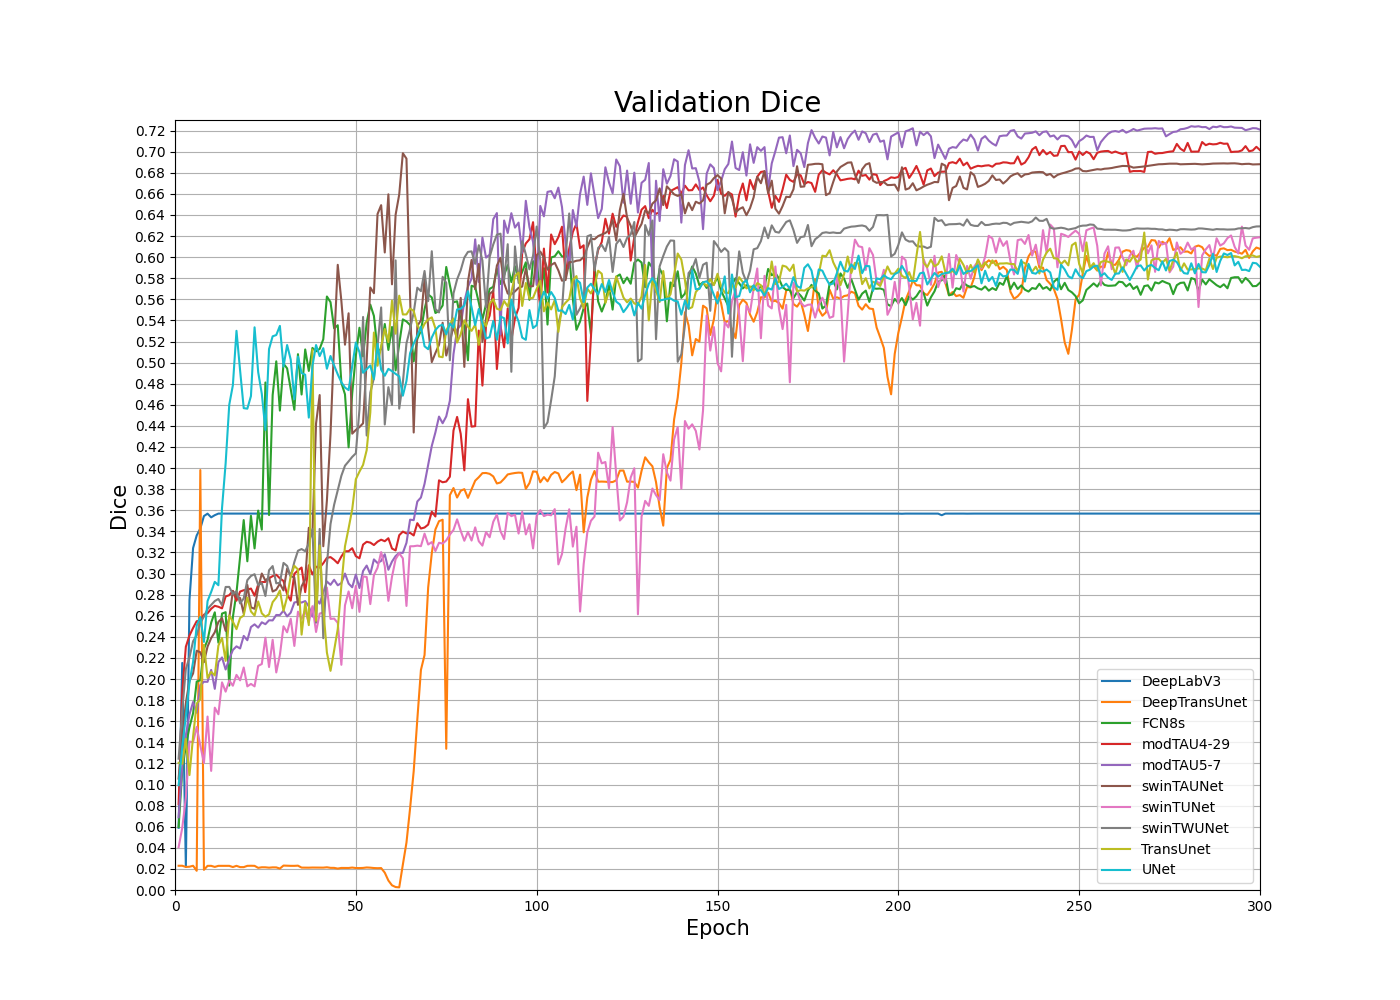 Validation Dice
Dice
0.72
0.70
0.68
0.66
0.64
0.62
0.60
0.58
0.56
0.54
0.52
0.50
0.48
0.46
0.44
0.42
0.40
0.38
0.36
0.34
0.32
0.30
0.28
0.26
0.24
0.22
0.20
0.18
0.16
0.14
0.12
0.10
0.08
0.06
0.04
0.02
0.00
DeepLabV3
DeepTransUnet
FCN8s
modTAU4-29
modTAU5-7
swinTAUNet
swinTUNet
swinTWUNet
TransUnet
UNet
0 50 100 150 200 250 300
Epoch